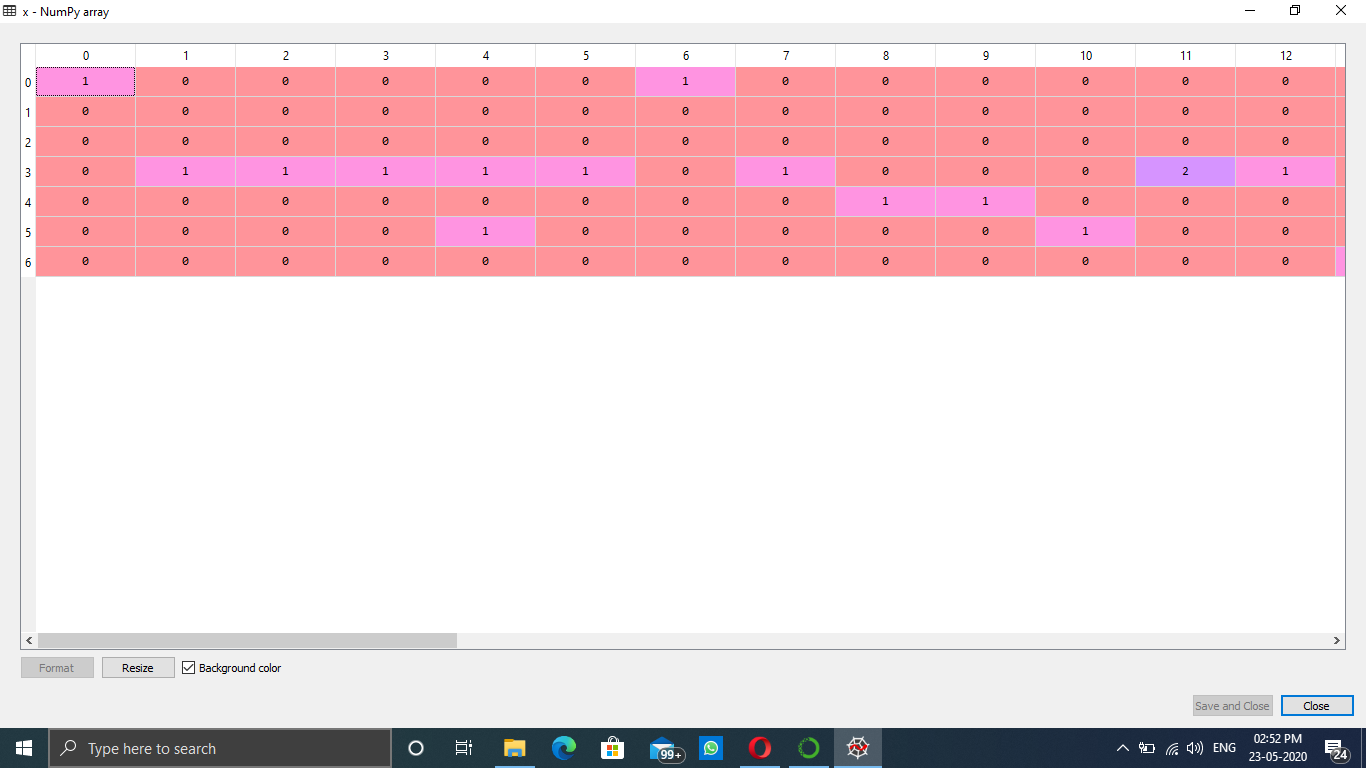 x - NumPy array
0 1 2 3 4 5 6 7 8 9 10 11 12
0 1 0 0 0 0 0 1 0 0 0 0 0 0
1 0 0 0 0 0 0 0 0 0 0 0 0 0
2 0 0 0 0 0 0 0 0 0 0 0 0 0
3 0 1 1 1 1 1 0 1 0 0 0 2 1
4 0 0 0 0 0 0 0 0 1 1 0 0 0
5 0 0 0 0 1 0 0 0 0 0 1 0 0
6 0 0 0 0 0 0 0 0 0 0 0 0 0
Format Resize Background color
Save and Close Close
Type here to search 99+ ENG 02:52 PM
23-05-2020 24